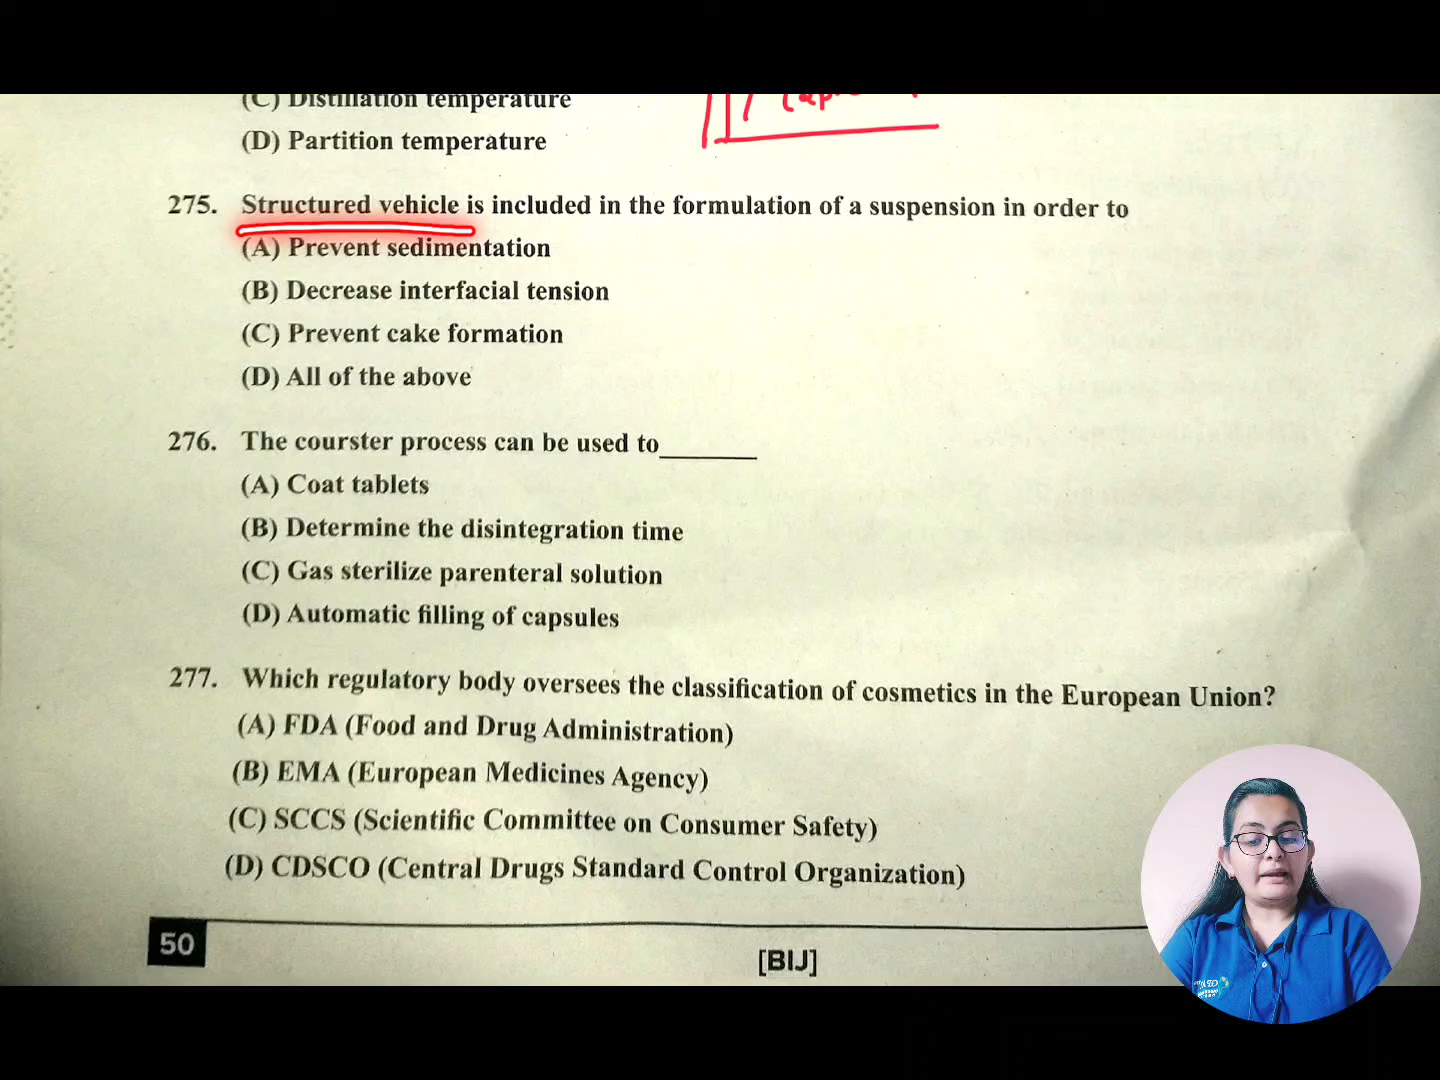 (C) Distillation temperature
(D) Partition temperature
275. Structured vehicle is included in the formulation of a suspension in order to
(A) Prevent sedimentation
(B) Decrease interfacial tension
(C) Prevent cake formation
(D) All of the above
276. The courster process can be used to_______
(A) Coat tablets
(B) Determine the disintegration time
(C) Gas sterilize parenteral solution
(D) Automatic filling of capsules
277. Which regulatory body oversees the classification of cosmetics in the European Union?
(A) FDA (Food and Drug Administration)
(B) EMA (European Medicines Agency)
(C) SCCS (Scientific Committee on Consumer Safety)
(D) CDSCO (Central Drugs Standard Control Organization)
50
[BIJ]